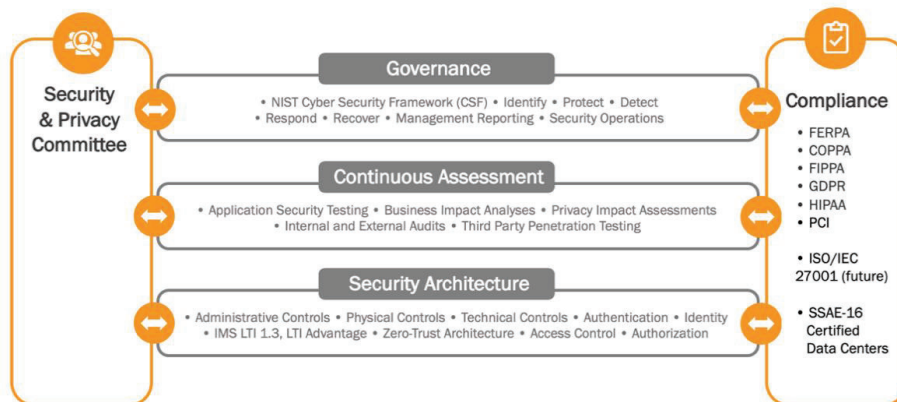 Security
& Privacy
Committee
Governance
• NIST Cyber Security Framework (CSF) • Identify • Protect • Detect
• Respond • Recover • Management Reporting • Security Operations
Continuous Assessment
• Application Security Testing • Business Impact Analyses • Privacy Impact Assessments
• Internal and External Audits • Third Party Penetration Testing
Security Architecture
• Administrative Controls • Physical Controls • Technical Controls • Authentication • Identity
• IMS LTI 1.3, LTI Advantage • Zero-Trust Architecture • Access Control • Authorization
Compliance
• FERPA
• COPPA
• FIPPA
• GDPR
• HIPAA
• PCI
• ISO/IEC
27001 (future)
• SSAE-16
Certified
Data Centers